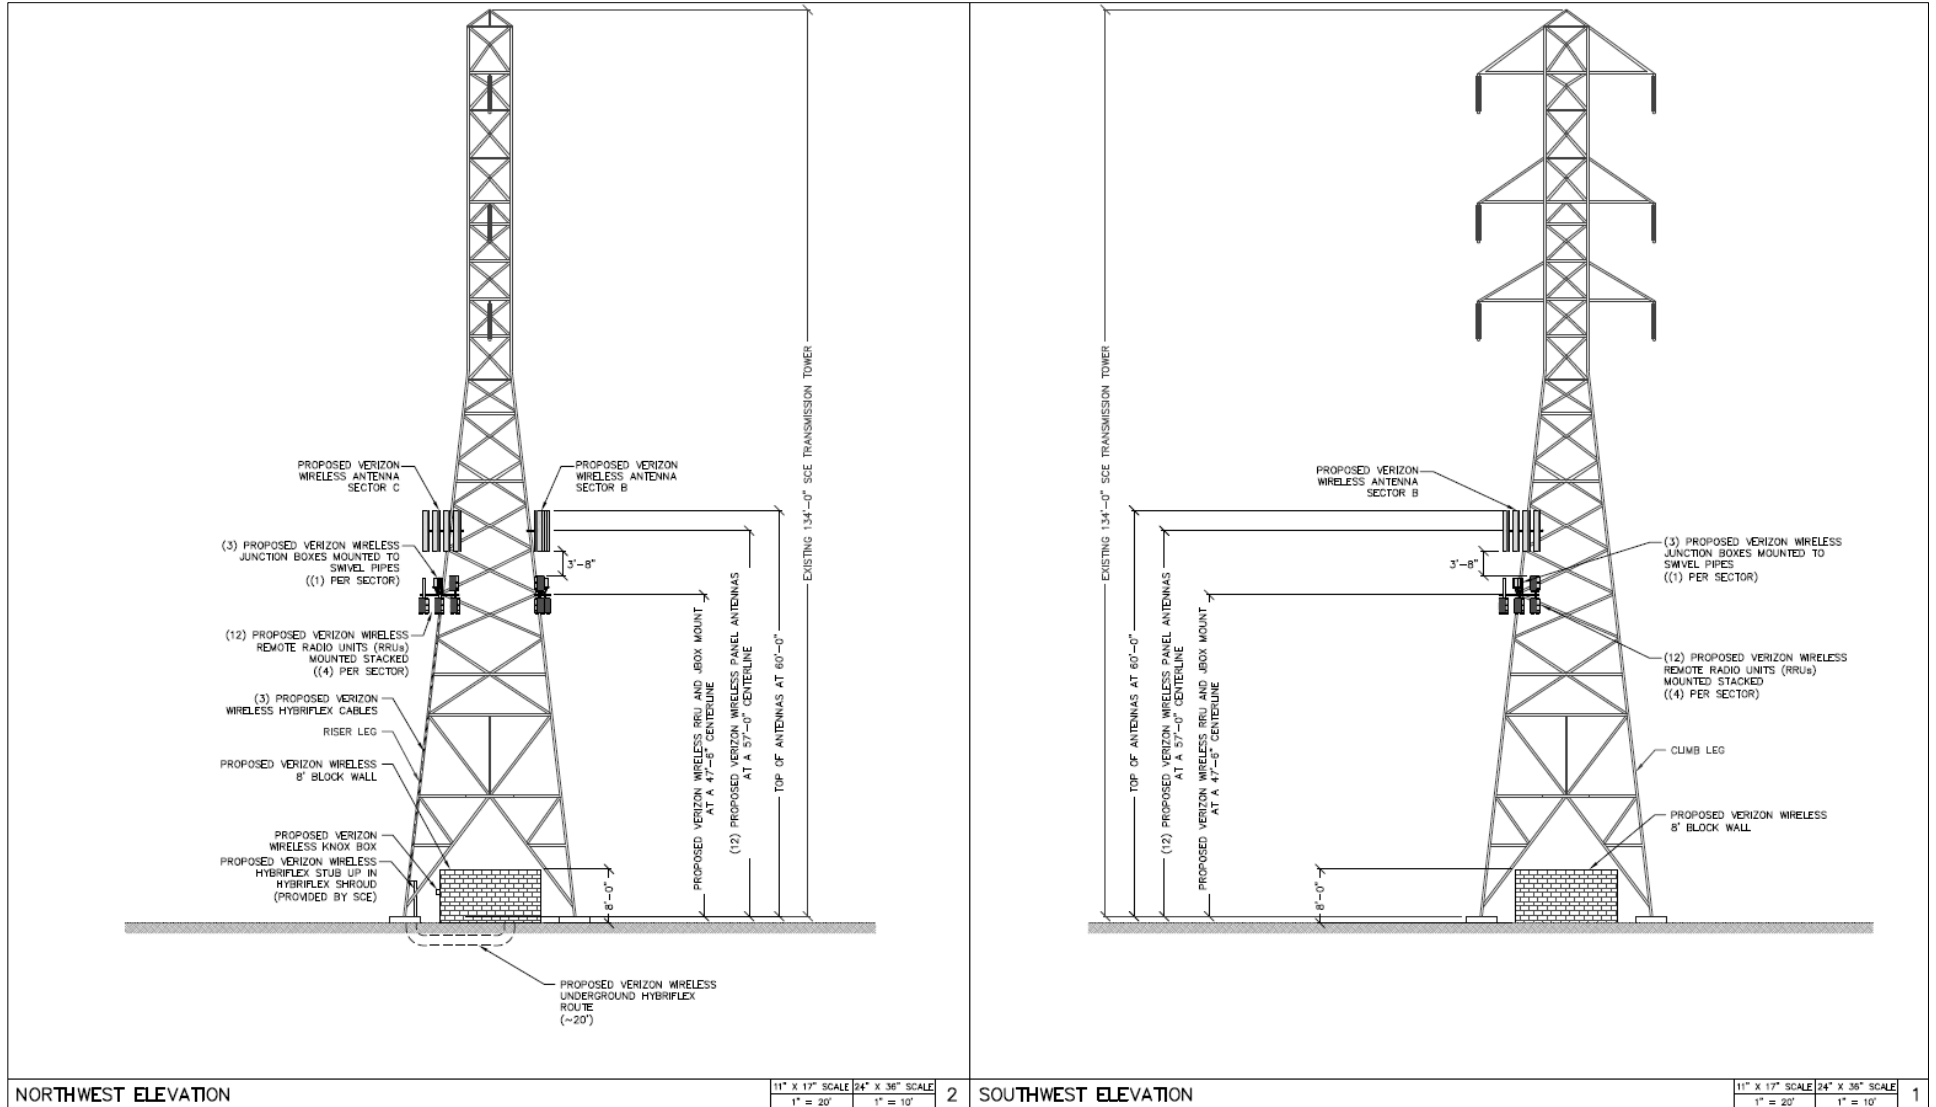 EXISTING 134'-0" SCE TRANSMISSION TOWER
PROPOSED VERIZON
WIRELESS ANTENNA
SECTOR C
PROPOSED VERIZON
WIRELESS ANTENNA
SECTOR B
(3) PROPOSED VERIZON WIRELESS
JUNCTION BOXES MOUNTED TO
SWIVEL PIPES
((1) PER SECTOR)
3'-8"
(12) PROPOSED VERIZON WIRELESS
REMOTE RADIO UNITS (RRUs)
MOUNTED STACKED
((4) PER SECTOR)
(3) PROPOSED VERIZON
WIRELESS HYBRIFLEX CABLES
RISER LEG
PROPOSED VERIZON WIRELESS
8' BLOCK WALL
PROPOSED VERIZON
WIRELESS KNOX BOX
PROPOSED VERIZON WIRELESS
HYBRIFLEX STUB UP IN
HYBRIFLEX SHROUD
(PROVIDED BY SCE)
8'-0"
PROPOSED VERIZON WIRELESS RRU AND JBOX MOUNT
AT A 47'-6" CENTERLINE
(12) PROPOSED VERIZON WIRELESS PANEL ANTENNAS
AT A 57'-0" CENTERLINE
TOP OF ANTENNAS AT 60'-0"
PROPOSED VERIZON WIRELESS
UNDERGROUND HYBRIFLEX
ROUTE
(~20')
NORTHWEST ELEVATION
11" X 17" SCALE 24" X 36" SCALE
1" = 20' 1" = 10'
2
EXISTING 134'-0" SCE TRANSMISSION TOWER
PROPOSED VERIZON
WIRELESS ANTENNA
SECTOR B
(3) PROPOSED VERIZON WIRELESS
JUNCTION BOXES MOUNTED TO
SWIVEL PIPES
((1) PER SECTOR)
3'-8"
TOP OF ANTENNAS AT 60'-0"
(12) PROPOSED VERIZON WIRELESS PANEL ANTENNAS
AT A 57'-0" CENTERLINE
PROPOSED VERIZON WIRELESS RRU AND JBOX MOUNT
AT A 47'-6" CENTERLINE
(12) PROPOSED VERIZON WIRELESS
REMOTE RADIO UNITS (RRUs)
MOUNTED STACKED
((4) PER SECTOR)
CLIMB LEG
PROPOSED VERIZON WIRELESS
8' BLOCK WALL
8'-0"
SOUTHWEST ELEVATION
11" X 17" SCALE 24" X 36" SCALE
1" = 20' 1" = 10'
1